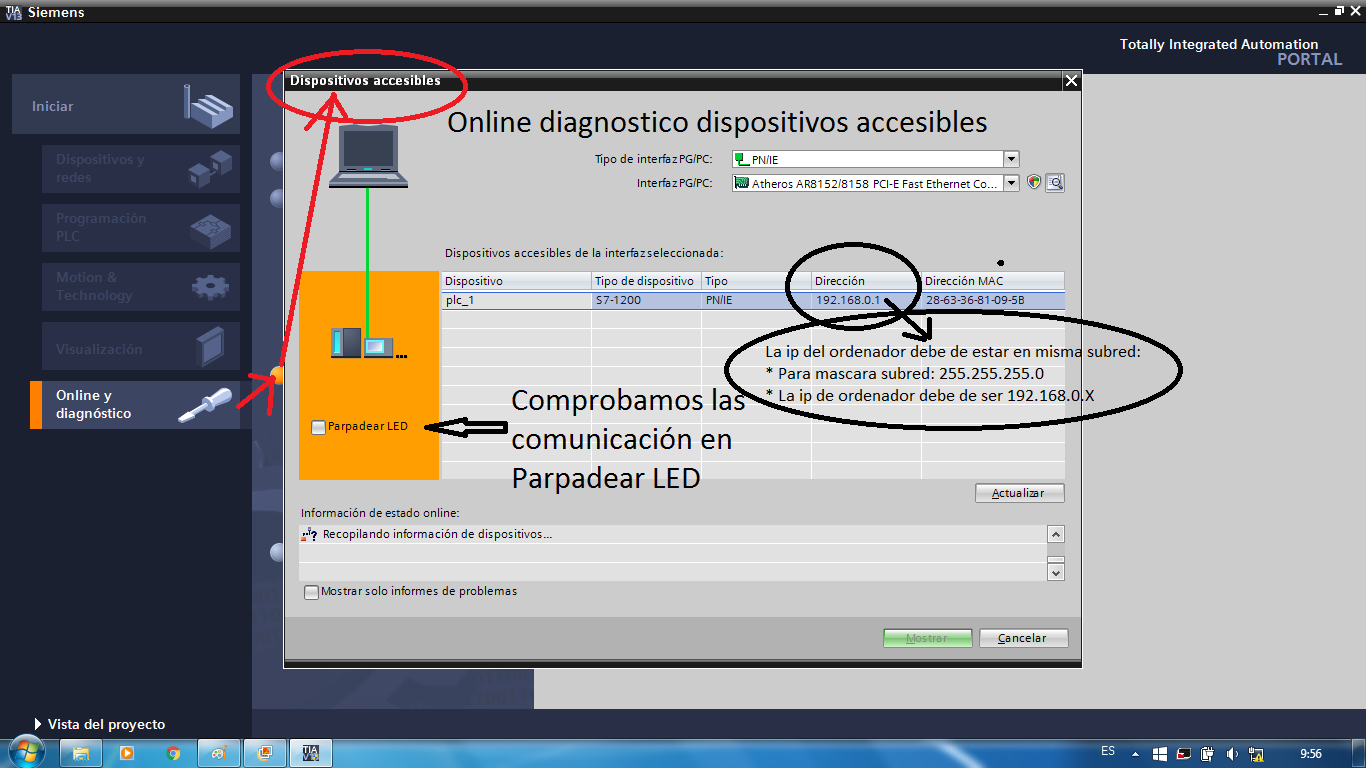 TIA
V13
Siemens
Totally Integrated Automation
PORTAL
Iniciar
Dispositivos y
redes
Programación
PLC
Motion &
Technology
Visualización
Online y
diagnóstico
Vista del proyecto
Dispositivos accesibles
Online diagnostico dispositivos accesibles
Tipo de interfaz PG/PC: PN/IE
Interfaz PG/PC: Atheros AR8152/8158 PCI-E Fast Ethernet Co...
Dispositivos accesibles de la interfaz seleccionada:
Dispositivo Tipo de dispositivo Tipo Dirección Dirección MAC
plc_1 S7-1200 PN/IE 192.168.0.1 28-63-36-81-09-5B
La ip del ordenador debe de estar en misma subred:
* Para mascara subred: 255.255.255.0
* La ip de ordenador debe de ser 192.168.0.X
Parpadear LED
Comprobamos las
comunicación en
Parpadear LED
Actualizar
Información de estado online:
Recopilando información de dispositivos...
Mostrar solo informes de problemas
Mostrar Cancelar
TIA
V13
ES
9:56